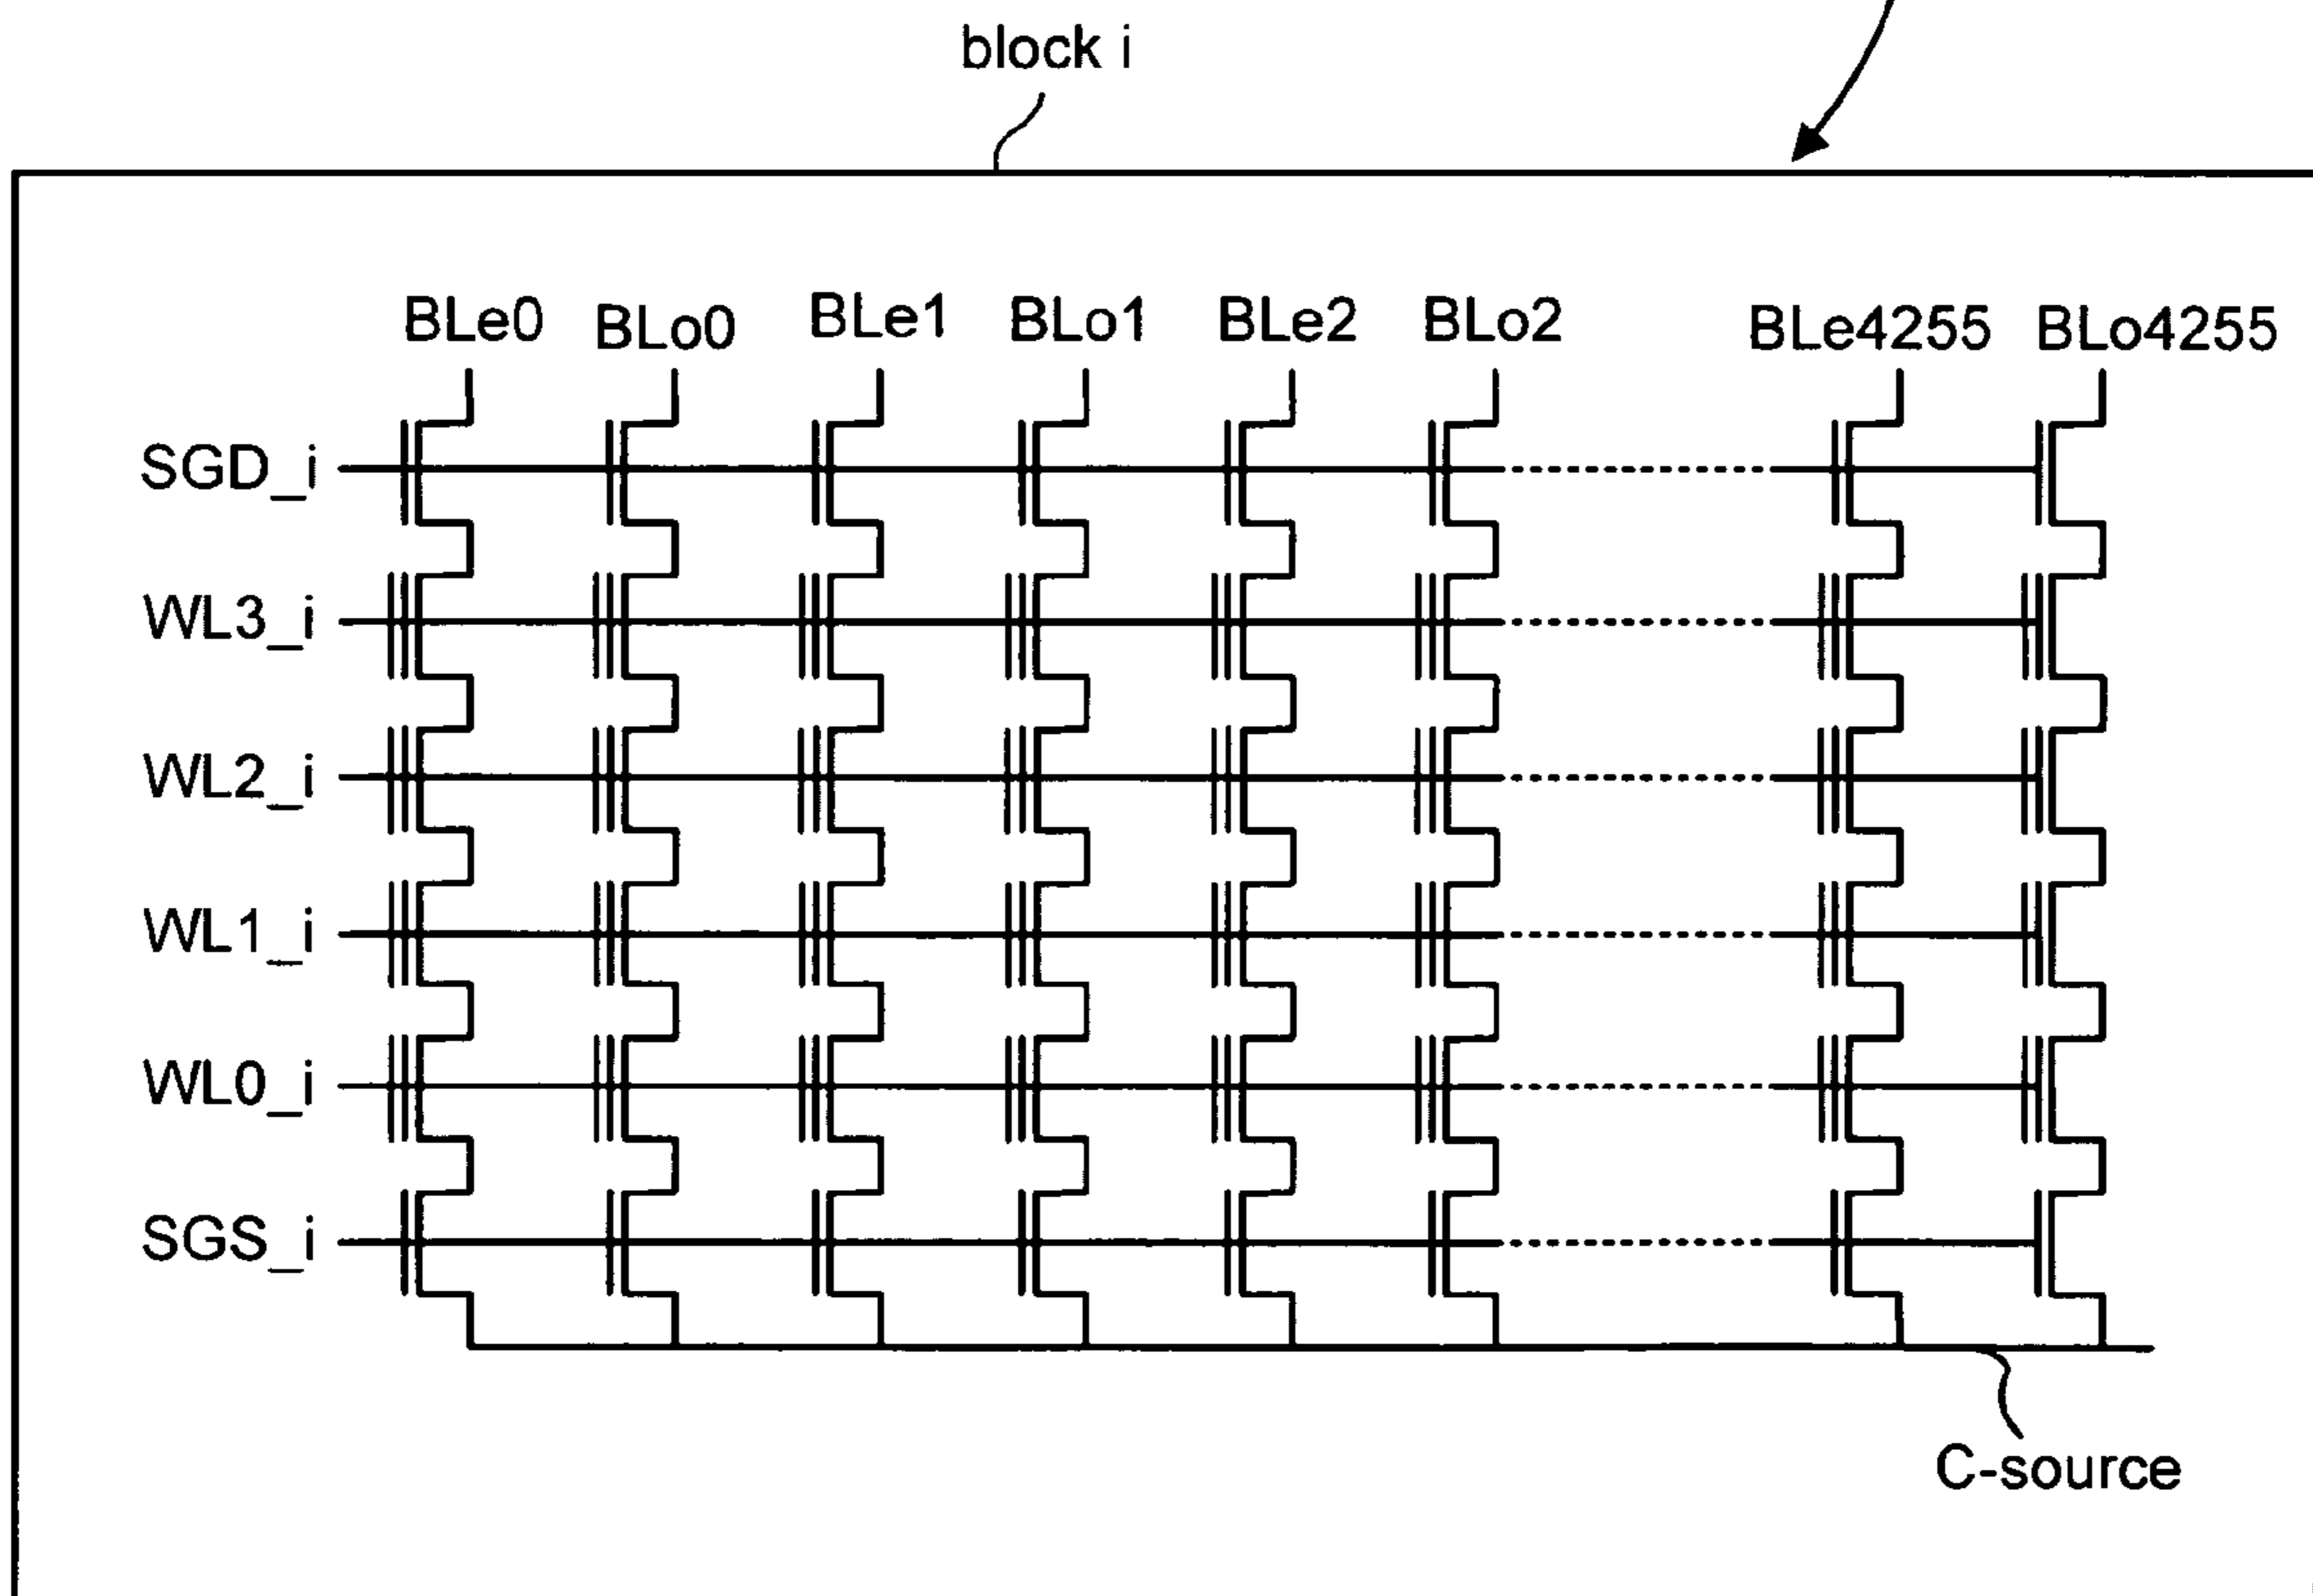 block i
BLe0 BLo0 BLe1 BLo1 BLe2 BLo2 BLe4255 BLo4255
SGD_i
WL3_i
WL2_i
WL1_i
WL0_i
SGS_i
C-source